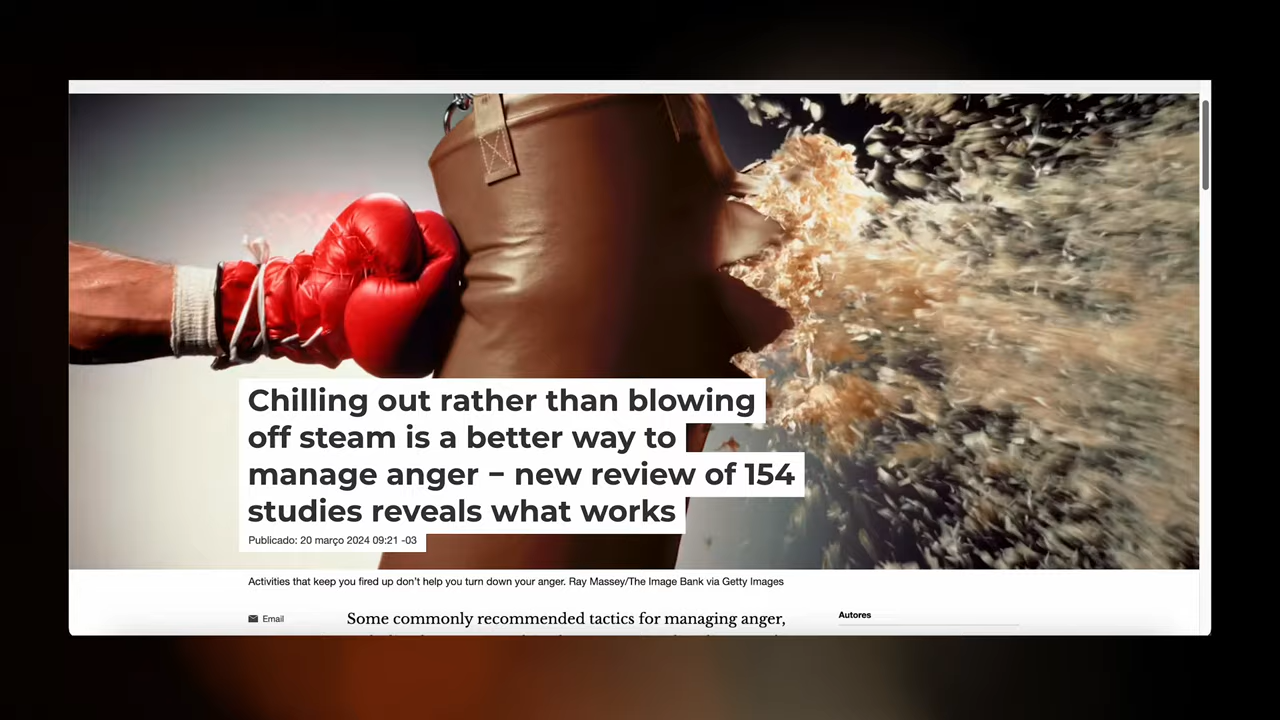 Chilling out rather than blowing
off steam is a better way to
manage anger – new review of 154
studies reveals what works
Publicado: 20 março 2024 09:21 -03
Activities that keep you fired up don’t help you turn down your anger. Ray Massey/The Image Bank via Getty Images
Email
Some commonly recommended tactics for managing anger,
Autores